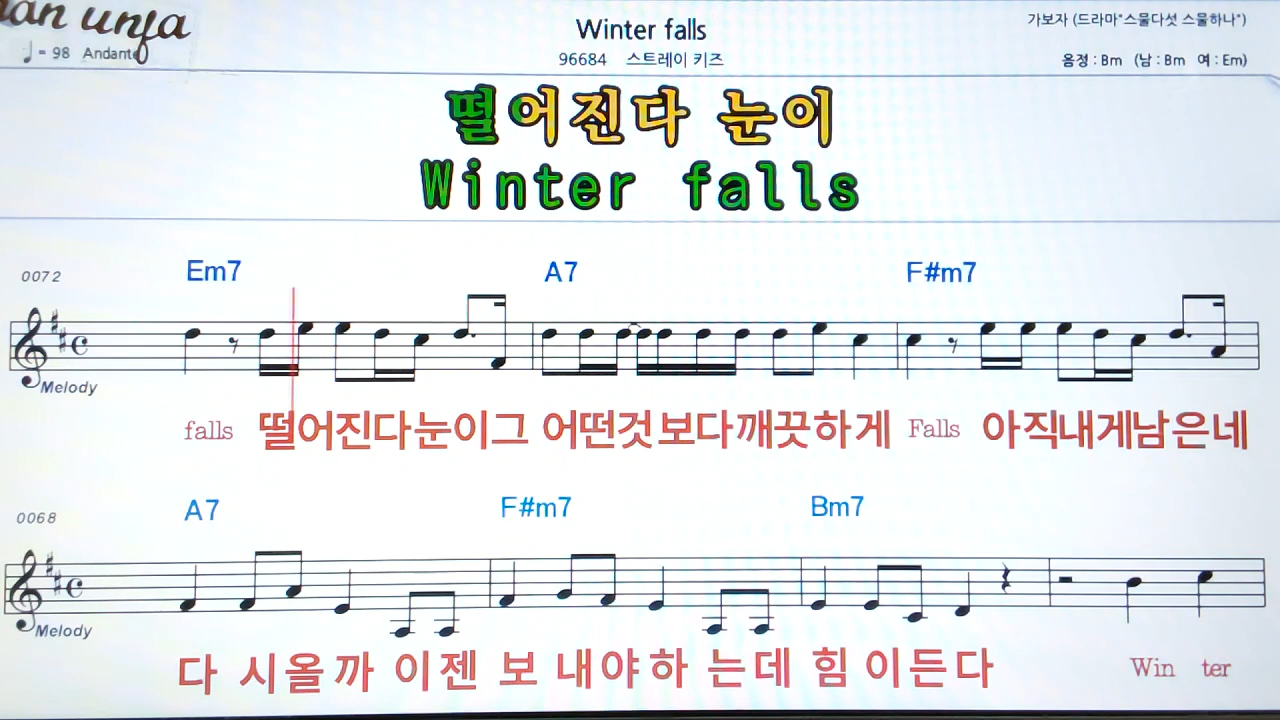 Winter falls
가보자 (드라마"스물다섯 스물하나")
♩= 98 Andante
96684 스트레이 키즈
음정 : Bm (남 : Bm 여 : Em)
떨어진다 눈이
Winter falls
0072 Em7 A7 F#m7
Melody
falls 떨어진다눈이그 어떤것보다깨끗하게 Falls 아직내게남은네
0068 A7 F#m7 Bm7
Melody
다 시올까 이젠 보 내야하 는데 힘 이든다 Win ter